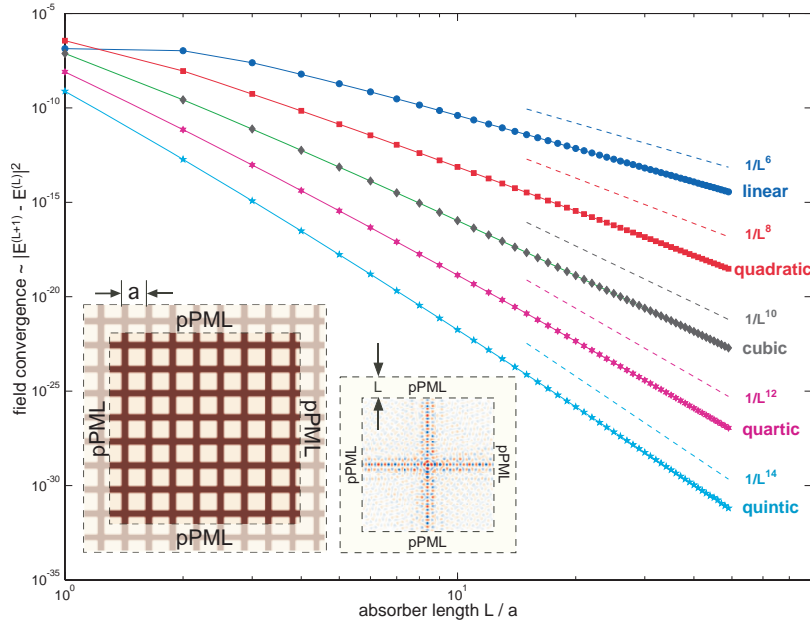 field convergence ~ |E^(L+1) - E^(L)|2
10^-5
10^-10
10^-15
10^-20
10^-25
10^-30
10^-35
10^0
10^1
10^2
absorber length L / a
1/L^6
linear
1/L^8
quadratic
1/L^10
cubic
1/L^12
quartic
1/L^14
quintic
a
pPML
pPML
pPML
pPML
L
pPML
pPML
pPML
pPML